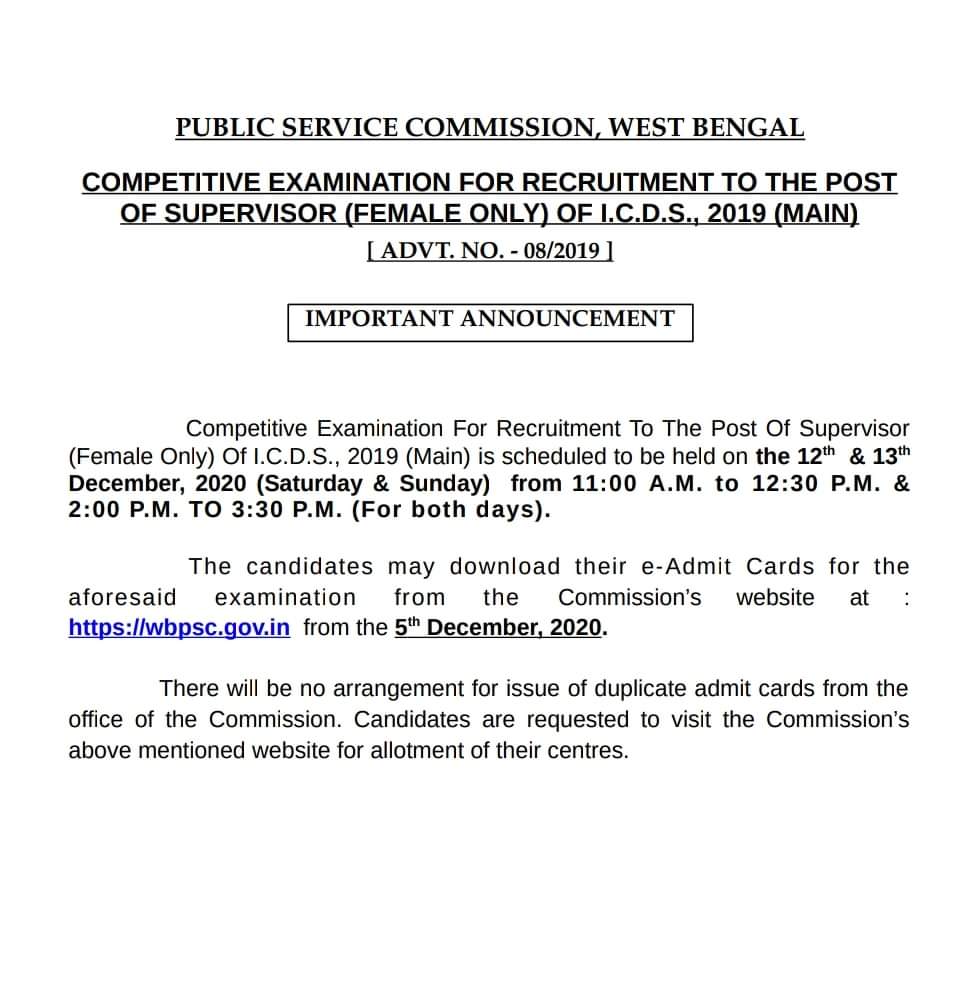 PUBLIC SERVICE COMMISSION, WEST BENGAL
COMPETITIVE EXAMINATION FOR RECRUITMENT TO THE POST
OF SUPERVISOR (FEMALE ONLY) OF I.C.D.S., 2019 (MAIN)
[ ADVT. NO. - 08/2019 ]
IMPORTANT ANNOUNCEMENT
Competitive Examination For Recruitment To The Post Of Supervisor
(Female Only) Of I.C.D.S., 2019 (Main) is scheduled to be held on the 12th & 13th
December, 2020 (Saturday & Sunday) from 11:00 A.M. to 12:30 P.M. &
2:00 P.M. TO 3:30 P.M. (For both days).
The candidates may download their e-Admit Cards for the
aforesaid examination from the Commission’s website at :
https://wbpsc.gov.in from the 5th December, 2020.
There will be no arrangement for issue of duplicate admit cards from the
office of the Commission. Candidates are requested to visit the Commission’s
above mentioned website for allotment of their centres.